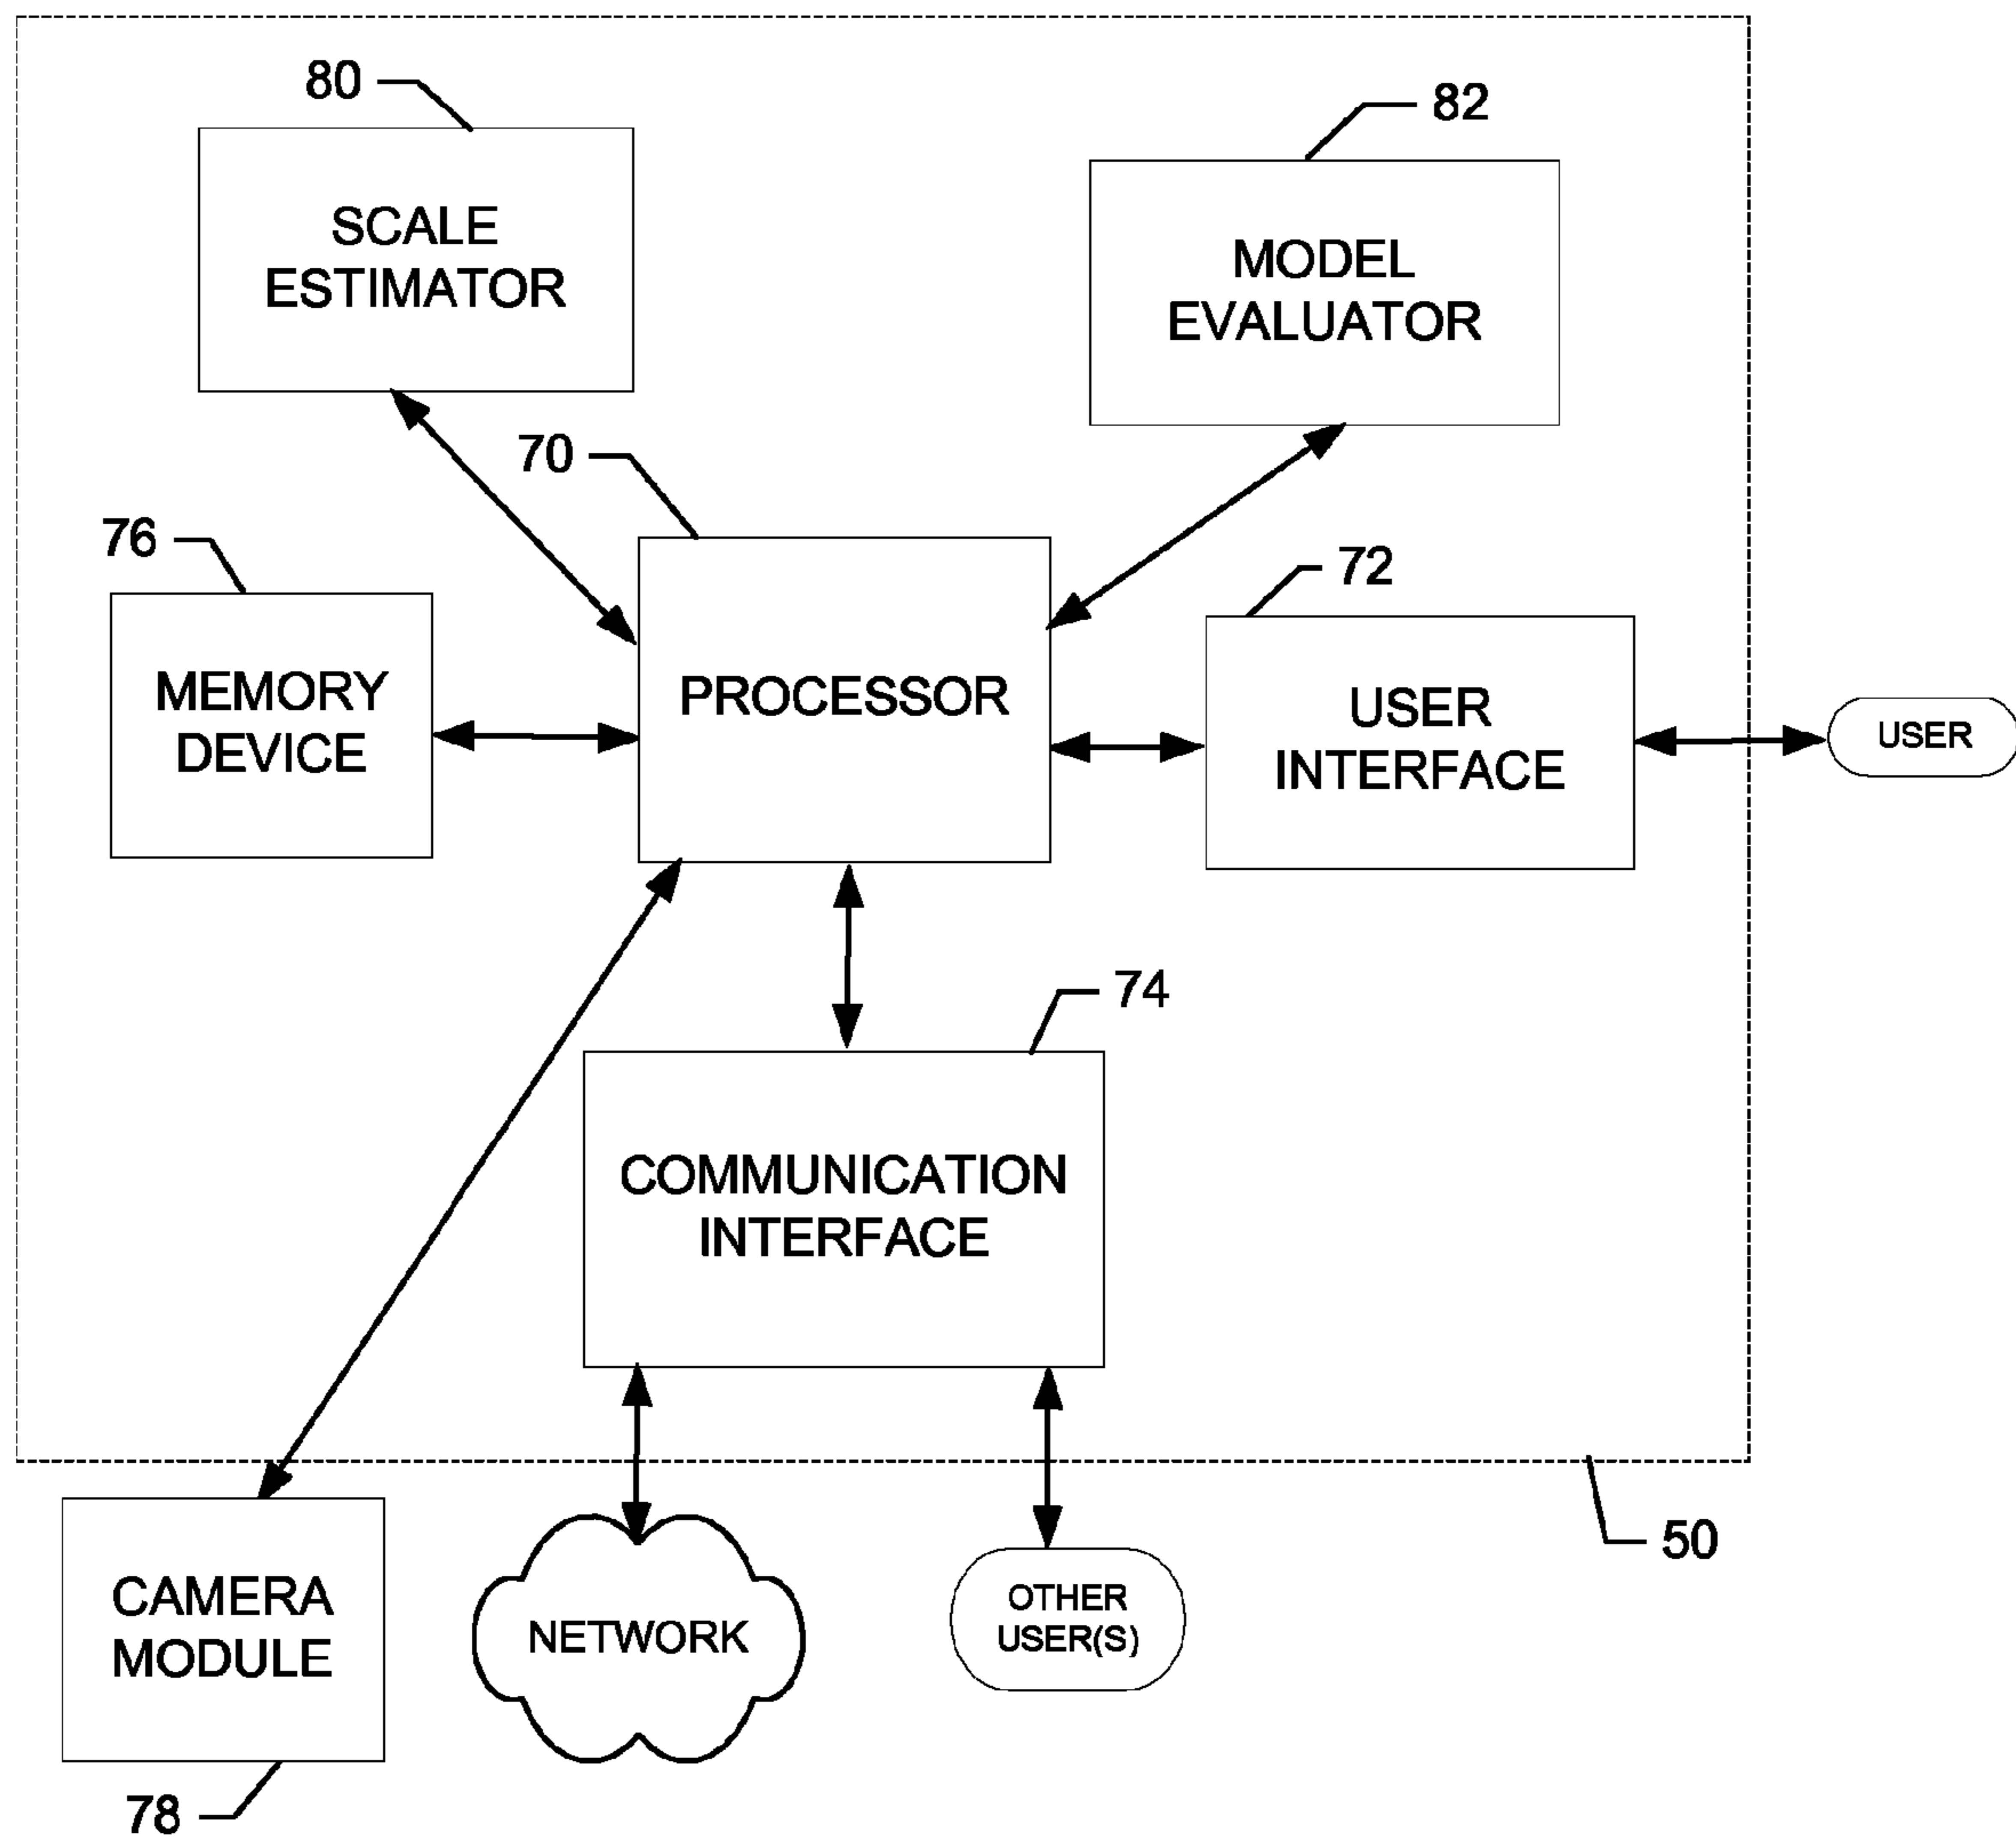 80
82
SCALE
ESTIMATOR
MODEL
EVALUATOR
70
76
72
MEMORY
DEVICE
PROCESSOR
USER
INTERFACE
USER
74
COMMUNICATION
INTERFACE
50
CAMERA
MODULE
NETWORK
OTHER
USER(S)
78